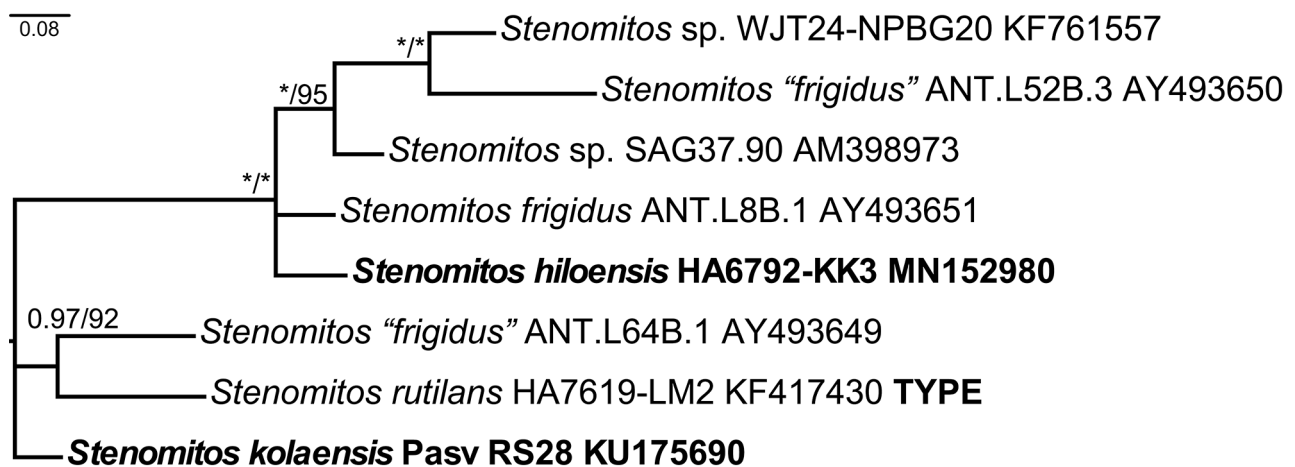 0.08
Stenomitos sp. WJT24-NPBG20 KF761557
*/*
Stenomitos “frigidus” ANT.L52B.3 AY493650
*/95
Stenomitos sp. SAG37.90 AM398973
*/*
Stenomitos frigidus ANT.L8B.1 AY493651
Stenomitos hiloensis HA6792-KK3 MN152980
0.97/92
Stenomitos “frigidus” ANT.L64B.1 AY493649
Stenomitos rutilans HA7619-LM2 KF417430 TYPE
Stenomitos kolaensis Pasv RS28 KU175690